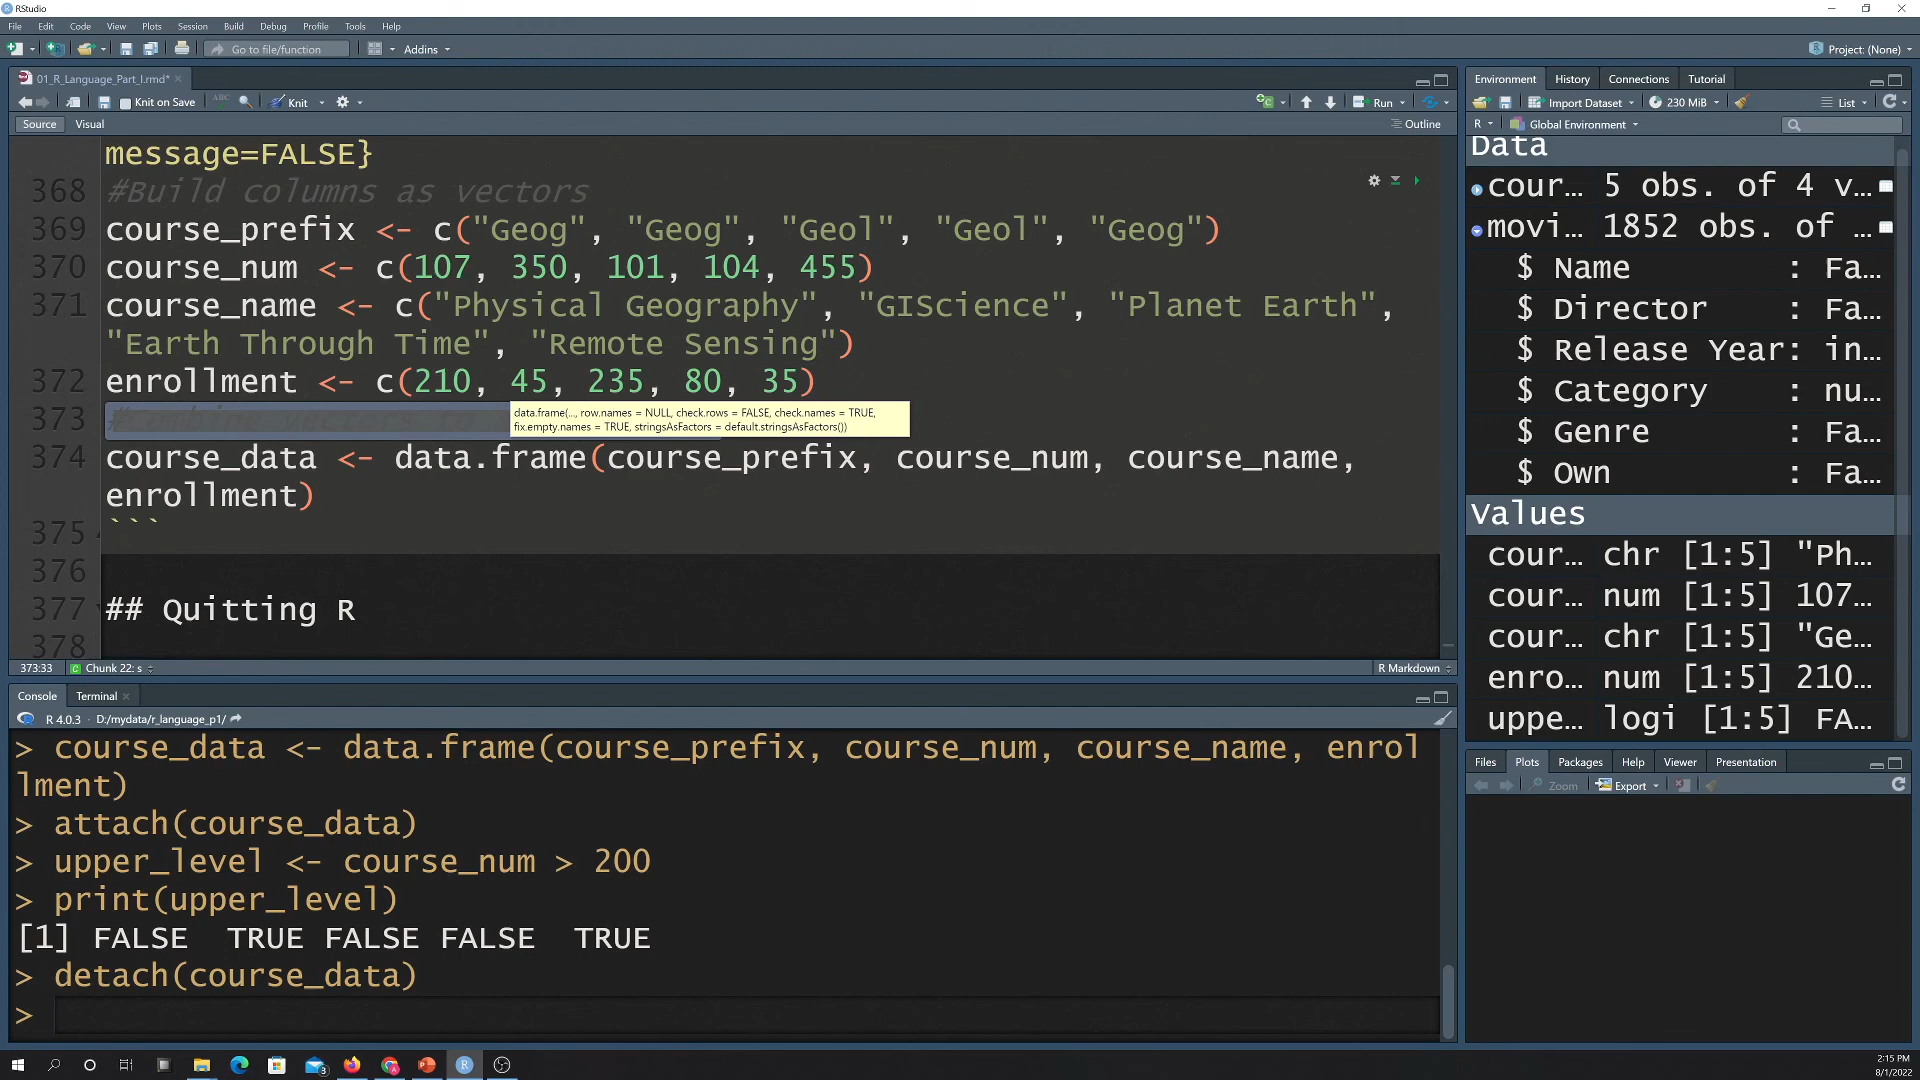 RStudio
File Edit Code View Plots Session Build Debug Profile Tools Help
Go to file/function Addins Project: (None)
01_R_Language_Part_I.rmd*
Knit on Save ABC Knit Run
Source Visual Outline
message=FALSE}
368 #Build columns as vectors
369 course_prefix <- c("Geog", "Geog", "Geol", "Geol", "Geog")
370 course_num <- c(107, 350, 101, 104, 455)
371 course_name <- c("Physical Geography", "GIScience", "Planet Earth",
"Earth Through Time", "Remote Sensing")
372 enrollment <- c(210, 45, 235, 80, 35)
373 #Combine vectors to
data.frame(..., row.names = NULL, check.rows = FALSE, check.names = TRUE,
fix.empty.names = TRUE, stringsAsFactors = default.stringsAsFactors())
374 course_data <- data.frame(course_prefix, course_num, course_name,
enrollment)
375 ```
376
377 ## Quitting R
378
373:33 Chunk 22: s R Markdown
Console Terminal
R 4.0.3 · D:/mydata/r_language_p1/
> course_data <- data.frame(course_prefix, course_num, course_name, enrol
lment)
> attach(course_data)
> upper_level <- course_num > 200
> print(upper_level)
[1] FALSE TRUE FALSE FALSE TRUE
> detach(course_data)
>
Environment History Connections Tutorial
Import Dataset 230 MiB List
R Global Environment
Data
cour… 5 obs. of 4 v…
movi… 1852 obs. of …
$ Name : Fa…
$ Director : Fa…
$ Release Year: in…
$ Category : nu…
$ Genre : Fa…
$ Own : Fa…
Values
cour… chr [1:5] "Ph…
cour… num [1:5] 107…
cour… chr [1:5] "Ge…
enro… num [1:5] 210…
uppe… logi [1:5] FA…
Files Plots Packages Help Viewer Presentation
Zoom Export
2:15 PM
8/1/2022